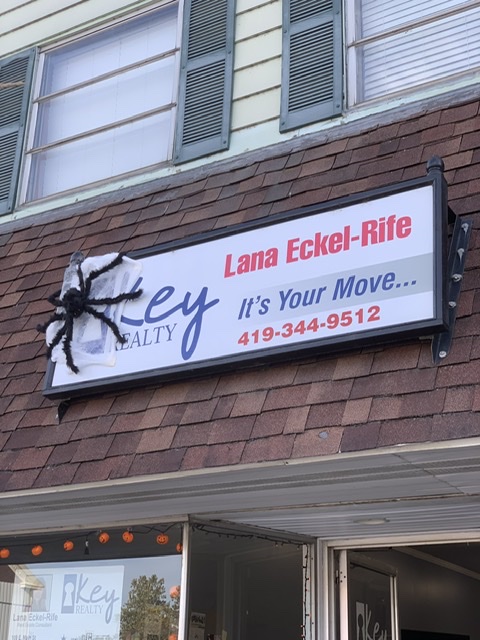 Key
REALTY
Lana Eckel-Rife
It's Your Move...
419-344-9512
Key
REALTY
Lana Eckel-Rife